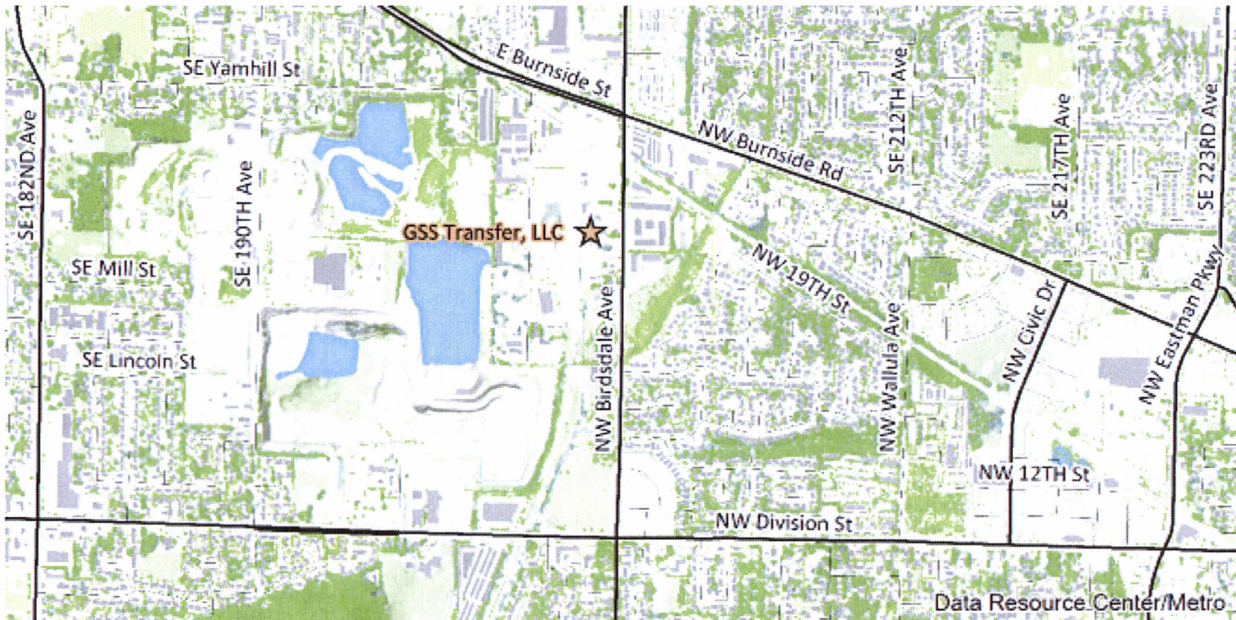 E Burnside St
SE Yamhill St
SE 182ND Ave
SE 190TH Ave
NW Burnside Rd
SE 212TH Ave
SE 217TH Ave
SE 223RD Ave
GSS Transfer, LLC
SE Mill St
NW 19TH St
SE Lincoln St
NW Birdsdale Ave
NW Wallula Ave
NW Civic Dr
NW Eastman Pkwy
NW 12TH St
NW Division St
Data Resource Center/Metro